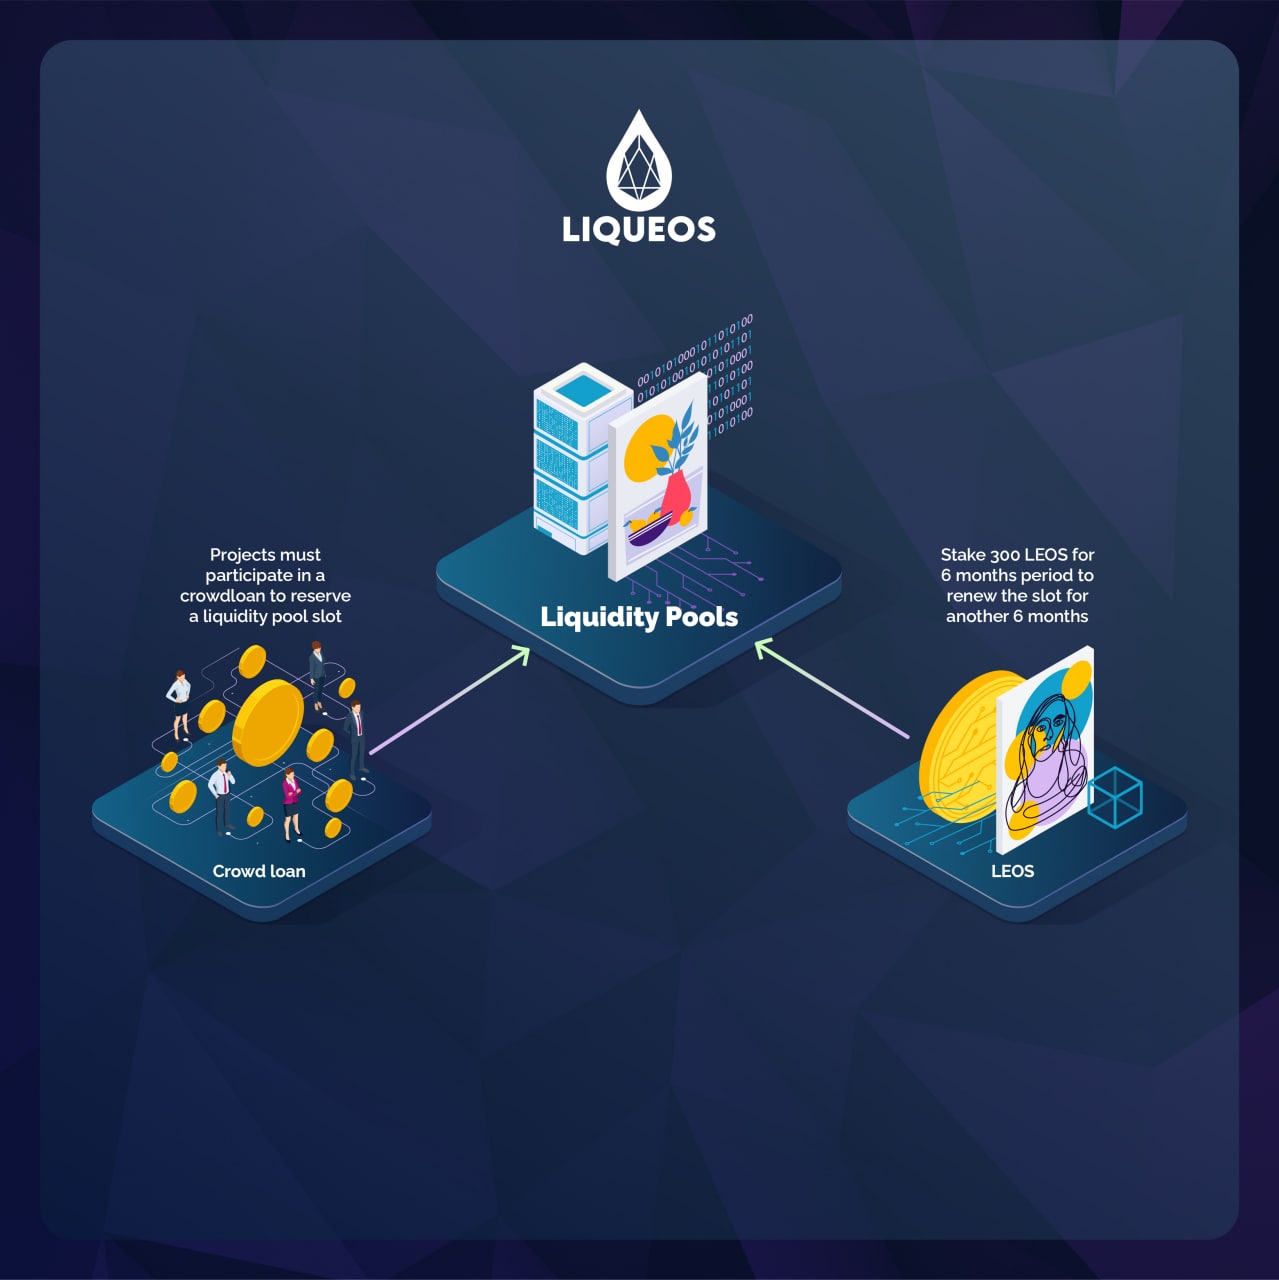 LIQUEOS
00101010001011010100
Projects must
participate in a
crowdloan to reserve
a liquidity pool slot
Stake 300 LEOS for
6 months period to
renew the slot for
another 6 months
Liquidity Pools
Crowd loan
LEOS